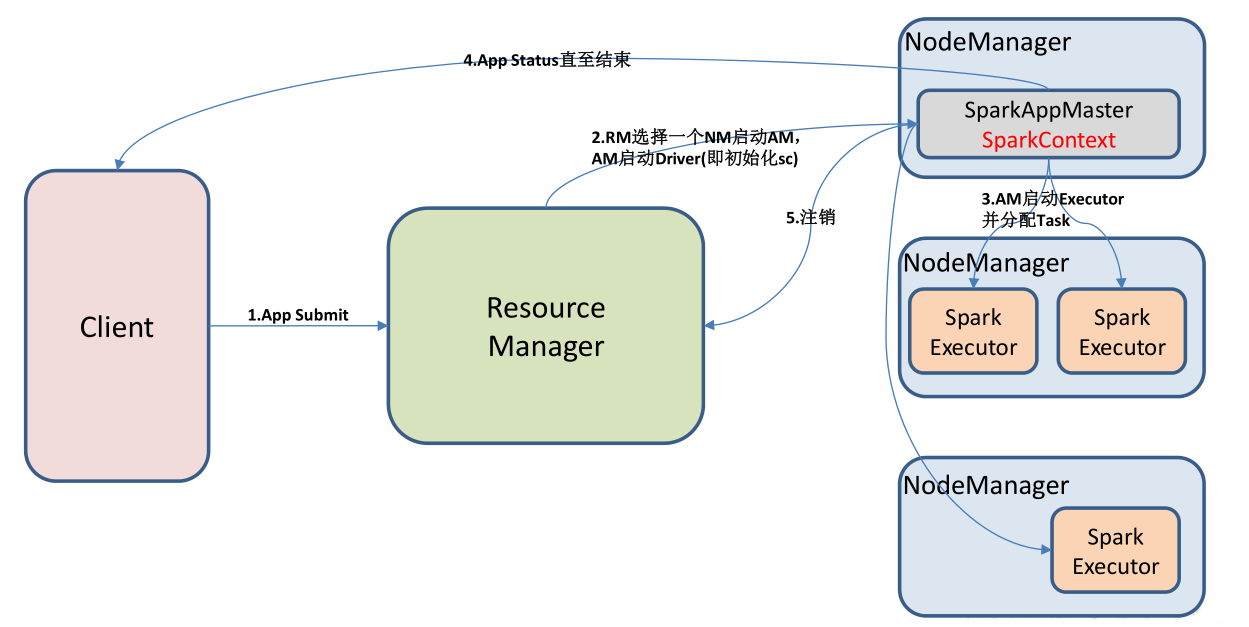 NodeManager
4.App Status直至结束
SparkAppMaster
SparkContext
2.RM选择一个NM启动AM，
AM启动Driver(即初始化sc)
3.AM启动Executor
并分配Task
5.注销
NodeManager
Spark
Executor
Spark
Executor
Client
1.App Submit
Resource
Manager
NodeManager
Spark
Executor